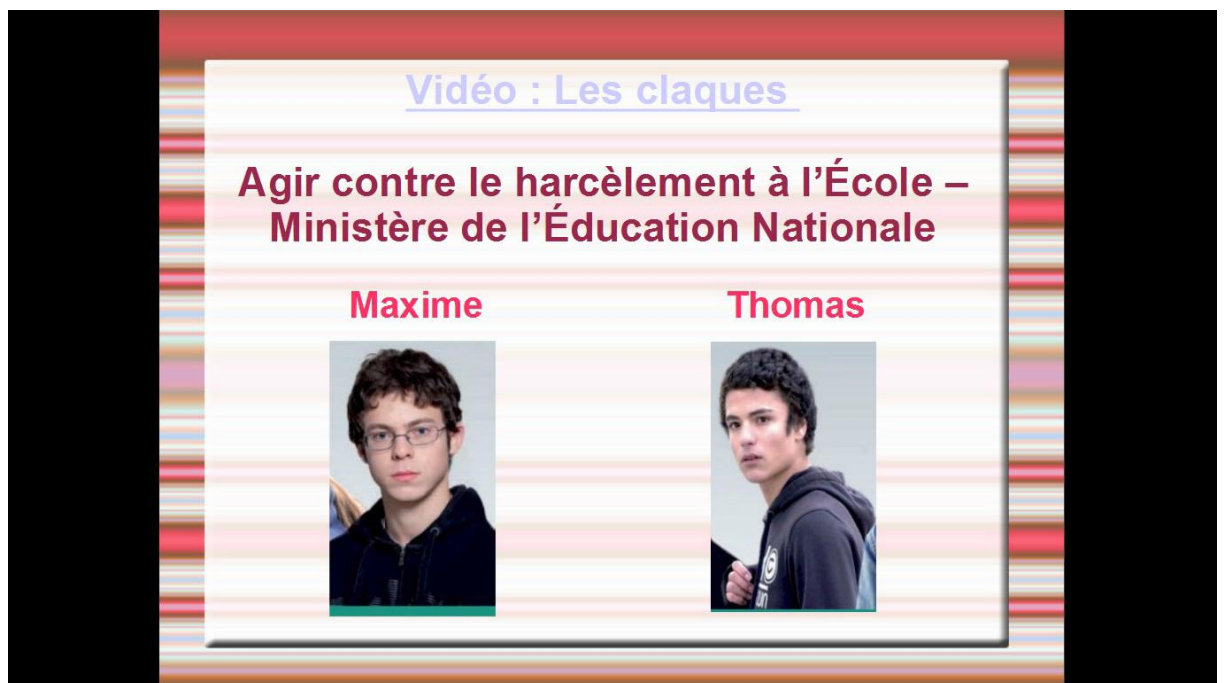 Vidéo : Les claques
Agir contre le harcèlement à l’École –
Ministère de l’Éducation Nationale
Maxime
Thomas